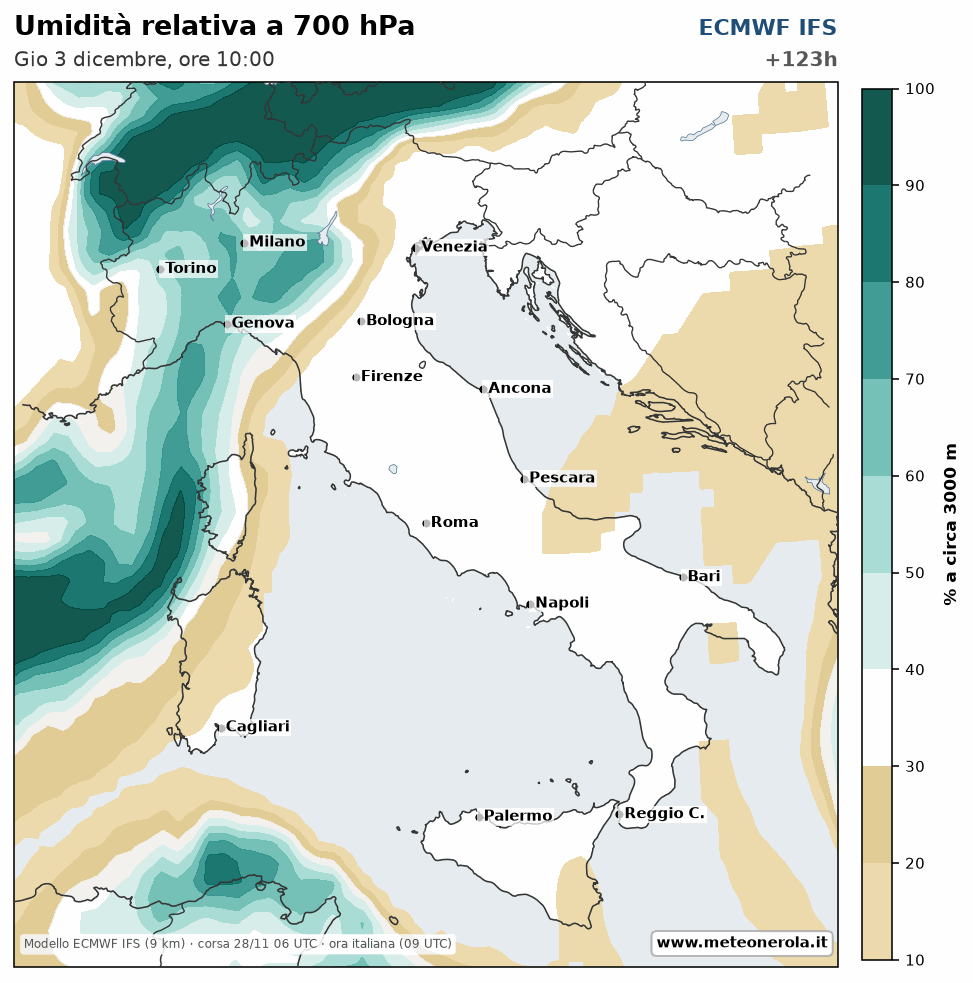 Umidità relativa a 700 hPa
ECMWF IFS
Gio 3 dicembre, ore 10:00
+123h
100
90
80
70
60
50
40
30
20
10
% a circa 3000 m
Milano
Venezia
Torino
Genova
Bologna
Firenze
Ancona
Pescara
Roma
Bari
Napoli
Cagliari
Palermo
Reggio C.
Modello ECMWF IFS (9 km) · corsa 28/11 06 UTC · ora italiana (09 UTC)
www.meteonerola.it